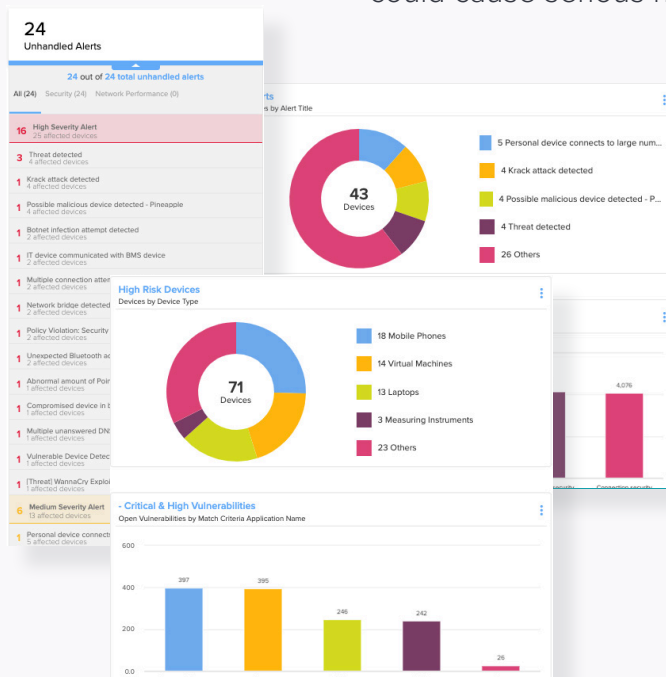 24
Unhandled Alerts
24 out of 24 total unhandled alerts
All (24) Security (24) Network Performance (0)
16 High Severity Alert
25 affected devices
3 Threat detected
4 affected devices
1 Krack attack detected
4 affected devices
1 Possible malicious device detected - Pineapple
4 affected devices
1 Botnet infection attempt detected
2 affected devices
1 IT device communicated with BMS device
2 affected devices
1 Multiple connection
2 affected devices
1 Network bridge detected
2 affected devices
1 Policy Violation: Security
2 affected devices
1 Unexpected Bluetooth
2 affected devices
1 Abnormal amount of
1 affected devices
1 Compromised device in
1 affected devices
1 Multiple unanswered
1 affected devices
1 Vulnerable Device
1 affected devices
1 [Threat] WannaCry
1 affected devices
6 Medium Severity Alert
13 affected devices
1 Personal device
5 affected devices
by Alert Title
43
Devices
5 Personal device connects to large num...
4 Krack attack detected
4 Possible malicious device detected - P...
4 Threat detected
26 Others
High Risk Devices
Devices by Device Type
71
Devices
18 Mobile Phones
14 Virtual Machines
13 Laptops
3 Measuring Instruments
23 Others
4,076
security Connection security
- Critical & High Vulnerabilities
Open Vulnerabilities by Match Criteria Application Name
600
400
200
0.0
397
395
246
242
26